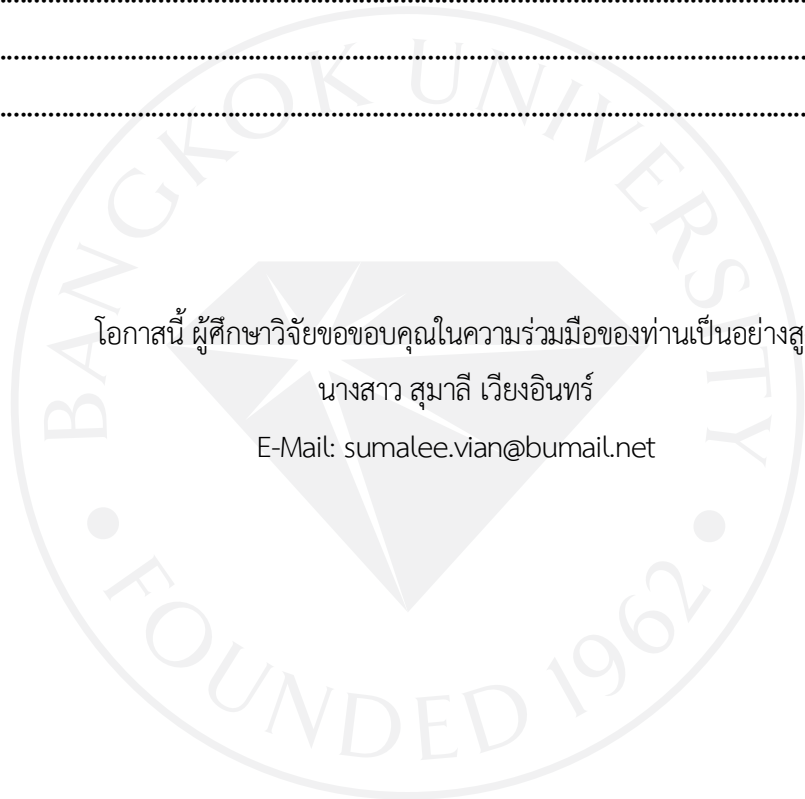 ................................................................................................................
................................................................................................................
................................................................................................................
โอกาสนี้ ผู้ศึกษาวิจัยขอขอบคุณในความร่วมมือของท่านเป็นอย่างสู
นางสาว สุมาลี เวียงอินทร์
E-Mail: sumalee.vian@bumail.net
BANGKOK UNIVERSITY
FOUNDED 1962